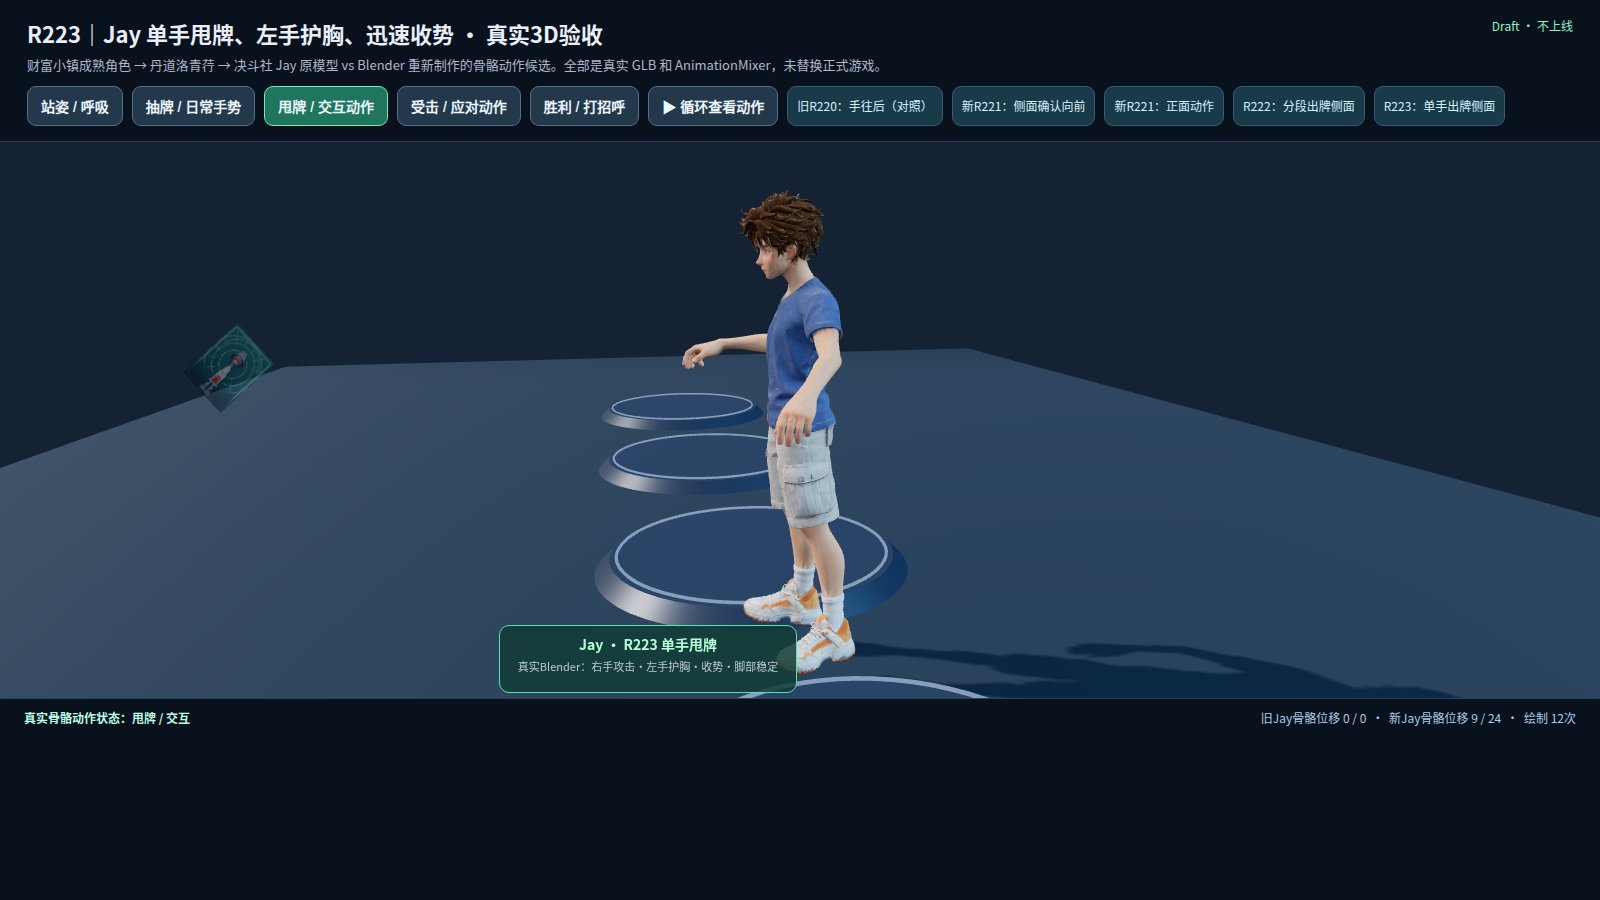 R223｜Jay 单手甩牌、左手护胸、迅速收势 · 真实3D验收
Draft · 不上线
财富小镇成熟角色 → 丹道洛青荇 → 决斗社 Jay 原模型 vs Blender 重新制作的骨骼动作候选。全部是真实 GLB 和 AnimationMixer，未替换正式游戏。
站姿 / 呼吸
抽牌 / 日常手势
甩牌 / 交互动作
受击 / 应对动作
胜利 / 打招呼
▶ 循环查看动作
旧R220：手往后（对照）
新R221：侧面确认向前
新R221：正面动作
R222：分段出牌侧面
R223：单手出牌侧面
Jay · R223 单手甩牌
真实Blender：右手攻击·左手护胸·收势·脚部稳定
真实骨骼动作状态：甩牌 / 交互
旧Jay骨骼位移 0 / 0 · 新Jay骨骼位移 9 / 24 · 绘制 12次